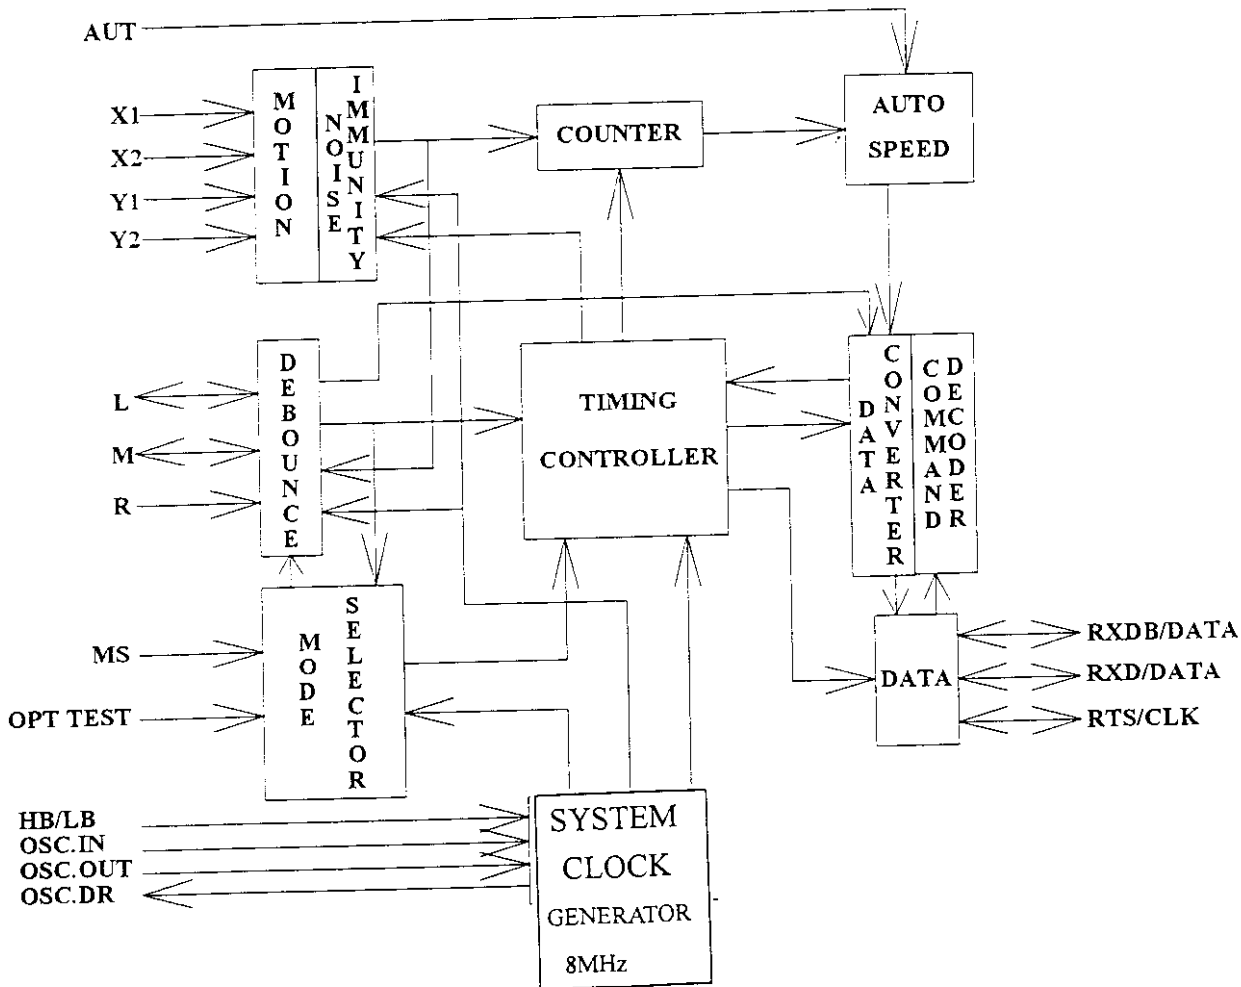 AUT
X1
X2
Y1
Y2
MOTION
NOISE
IMMUNITY
COUNTER
AUTO
SPEED
L
M
R
DEBOUNCE
TIMING
CONTROLLER
DATA
CONVERTER
COMMAND
DECODER
MS
OPT TEST
MODE
SELECTOR
DATA
RXDB/DATA
RXD/DATA
RTS/CLK
HB/LB
OSC.IN
OSC.OUT
OSC.DR
SYSTEM
CLOCK
GENERATOR
8MHz